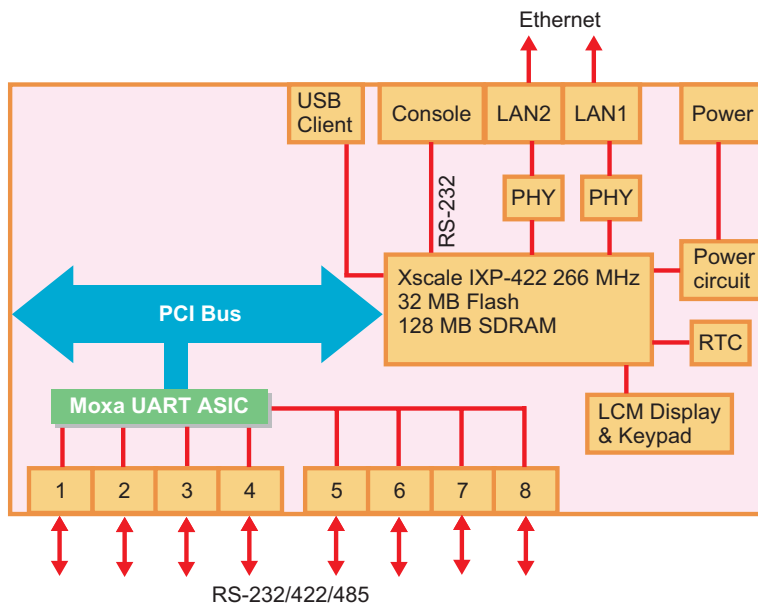 Ethernet
USB
Client
Console
LAN2
LAN1
Power
RS-232
PHY
PHY
Xscale IXP-422 266 MHz
32 MB Flash
128 MB SDRAM
Power
circuit
PCI Bus
RTC
Moxa UART ASIC
LCM Display
& Keypad
1
2
3
4
5
6
7
8
RS-232/422/485